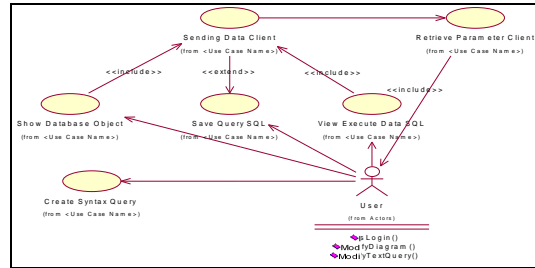 Sending Data Client
(from <Use Case Name>)
Retrieve Parameter Client
(from <Use Case Name>)
<<include>>
<<extend>>
<<include>>
<<include>>
Show Database Object
(from <Use Case Name>)
Save Query SQL
(from <Use Case Name>)
View Execute Data SQL
(from <Use Case Name>)
Create Syntax Query
(from <Use Case Name>)
User
(from Actors)
sLogin()
ModifyDiagram()
ModifyTextQuery()